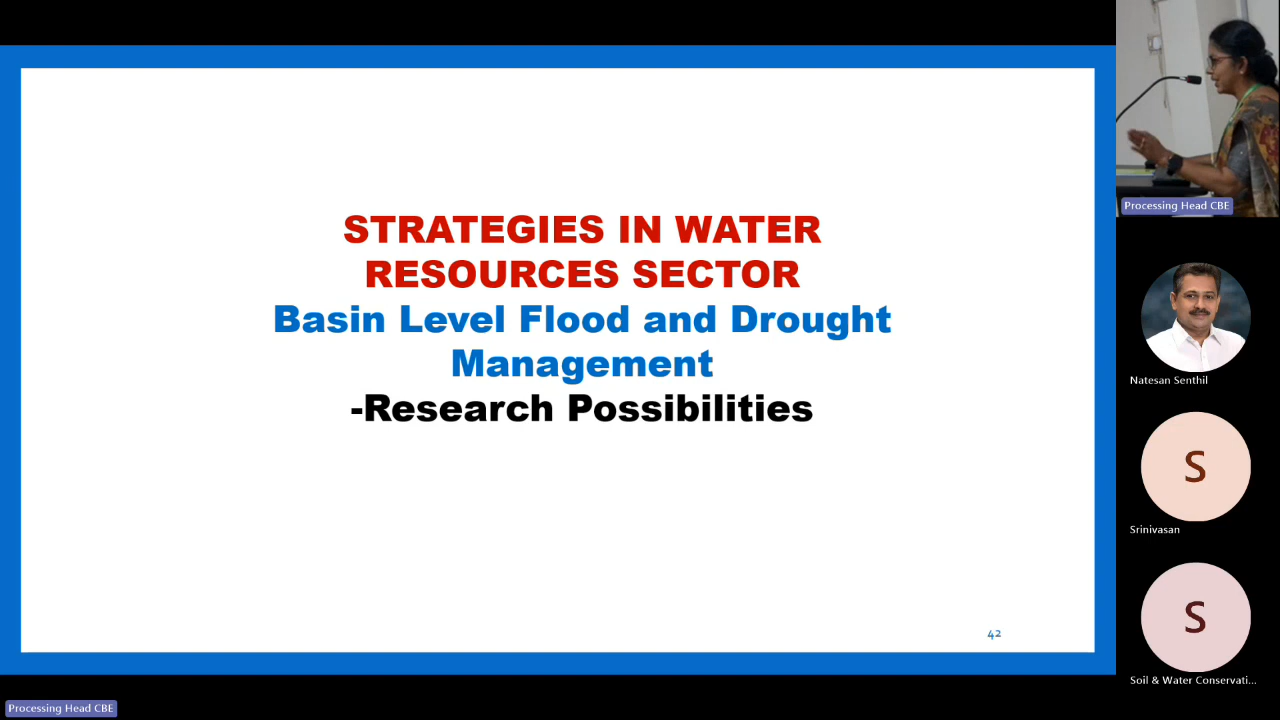 STRATEGIES IN WATER
RESOURCES SECTOR
Basin Level Flood and Drought
Management
-Research Possibilities
42
Processing Head CBE
Natesan Senthil
S
Srinivasan
S
Soil & Water Conservati...
Processing Head CBE